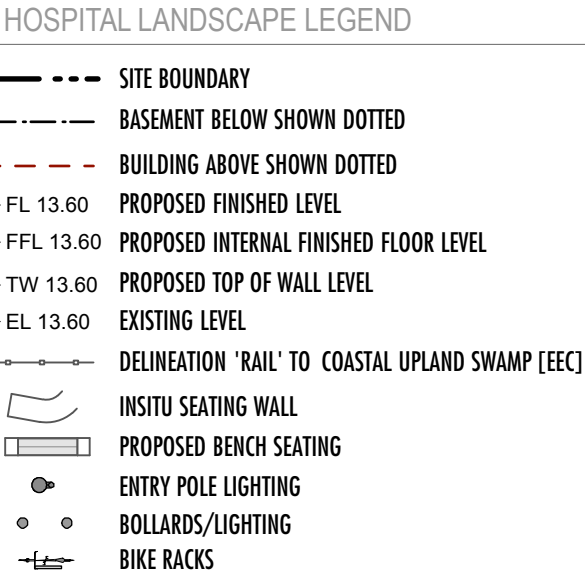 HOSPITAL LANDSCAPE LEGEND
SITE BOUNDARY
BASEMENT BELOW SHOWN DOTTED
BUILDING ABOVE SHOWN DOTTED
FL 13.60 PROPOSED FINISHED LEVEL
FFL 13.60 PROPOSED INTERNAL FINISHED FLOOR LEVEL
TW 13.60 PROPOSED TOP OF WALL LEVEL
EL 13.60 EXISTING LEVEL
DELINEATION 'RAIL' TO COASTAL UPLAND SWAMP [EEC]
INSITU SEATING WALL
PROPOSED BENCH SEATING
ENTRY POLE LIGHTING
BOLLARDS/LIGHTING
BIKE RACKS